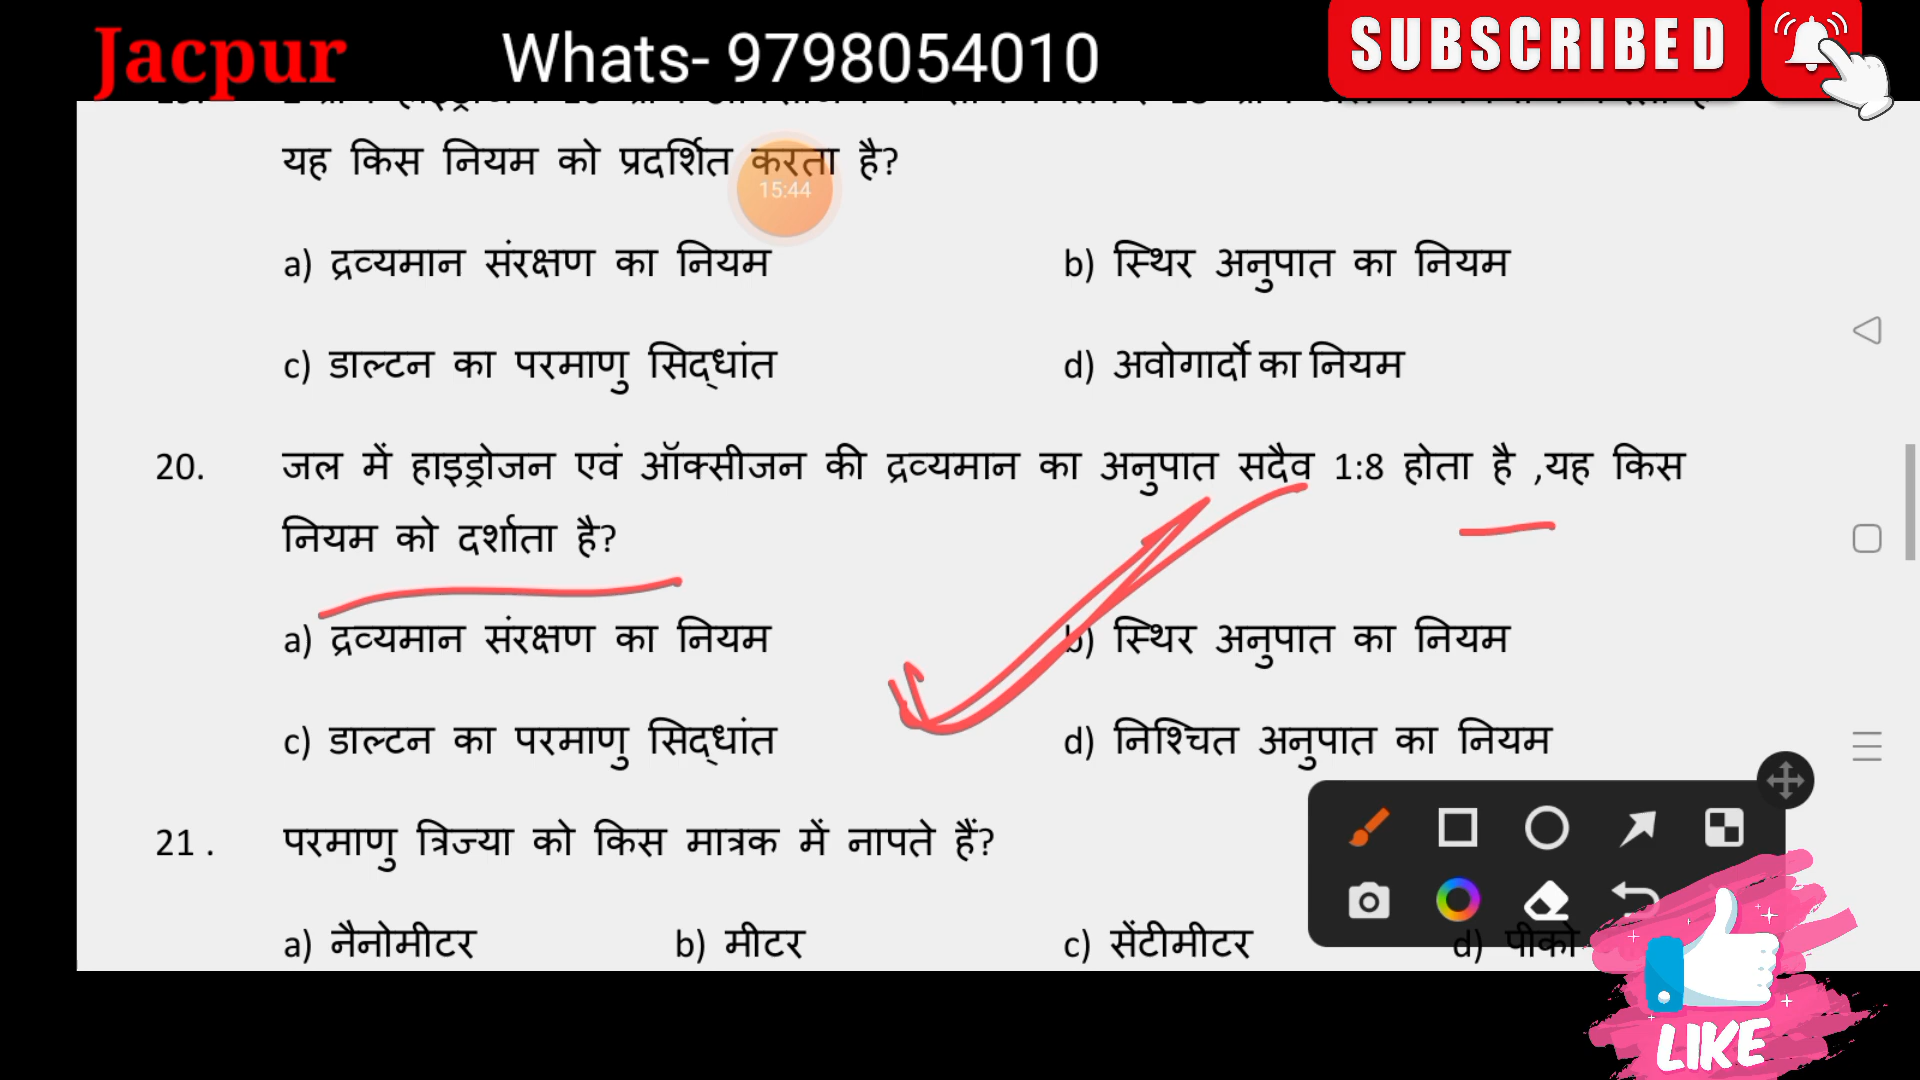 Jacpur Whats- 9798054010 SUBSCRIBED
यह किस नियम को प्रदर्शित करता है?
15:44
a) द्रव्यमान संरक्षण का नियम b) स्थिर अनुपात का नियम
c) डाल्टन का परमाणु सिद्धांत d) अवोगार्दो का नियम
20. जल में हाइड्रोजन एवं ऑक्सीजन की द्रव्यमान का अनुपात सदैव 1:8 होता है ,यह किस
नियम को दर्शाता है?
a) द्रव्यमान संरक्षण का नियम b) स्थिर अनुपात का नियम
c) डाल्टन का परमाणु सिद्धांत d) निश्चित अनुपात का नियम
21 . परमाणु त्रिज्या को किस मात्रक में नापते हैं?
a) नैनोमीटर b) मीटर c) सेंटीमीटर d) पीको
LIKE